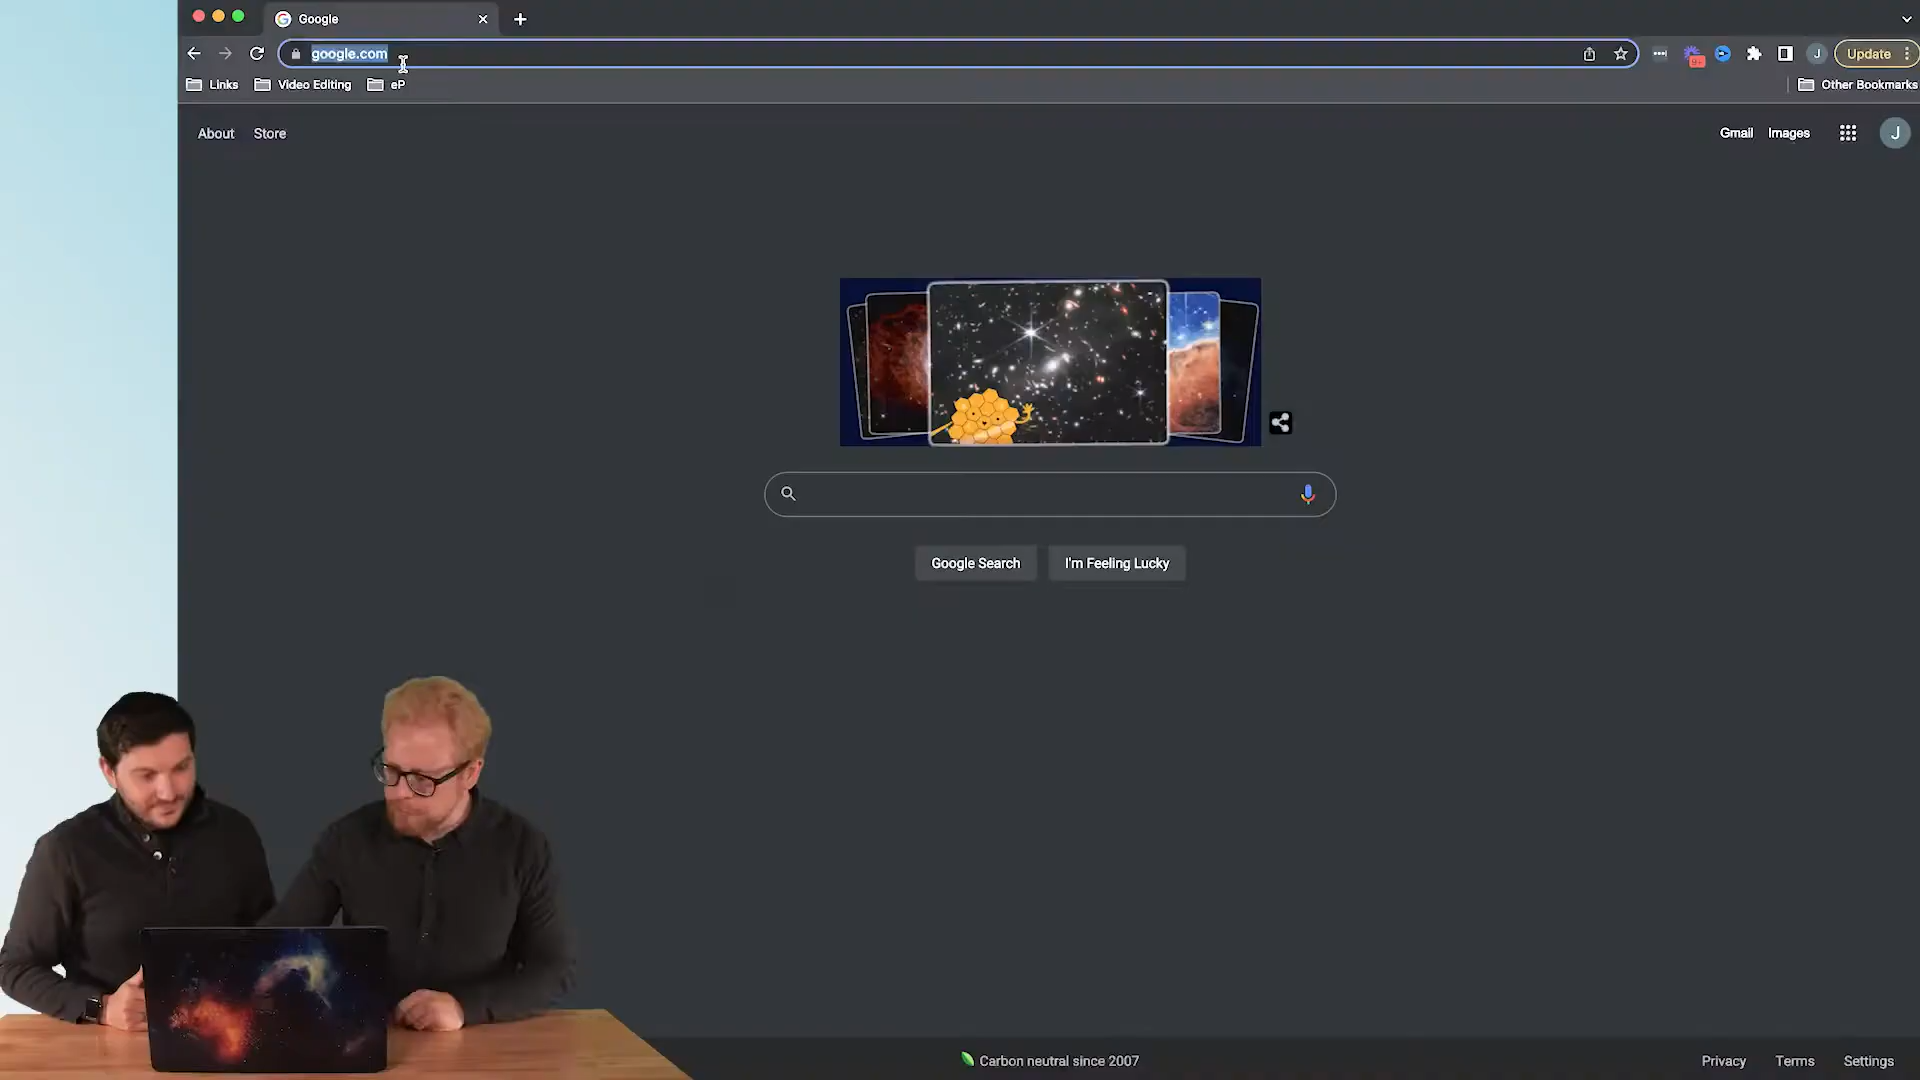 Google
google.com
Update
Links
Video Editing
eP
Other Bookmarks
About
Store
Gmail
Images
J
J
9+
Google Search
I'm Feeling Lucky
Carbon neutral since 2007
Privacy
Terms
Settings